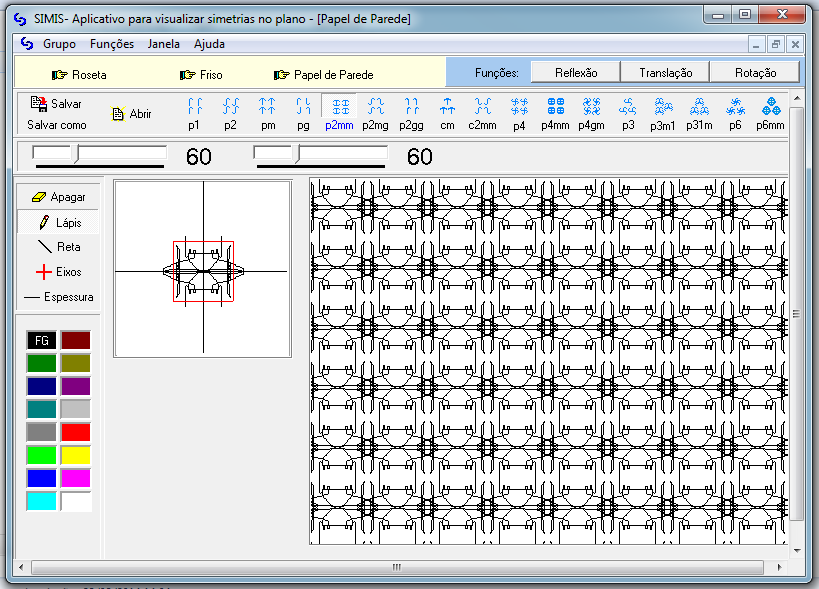 SIMIS- Aplicativo para visualizar simetrias no plano - [Papel de Parede]
Grupo Funções Janela Ajuda
Roseta Friso Papel de Parede Funções: Reflexão Translação Rotação
Salvar
Salvar como
Abrir
p1 p2 pm pg p2mm p2mg p2gg cm c2mm p4 p4mm p4gm p3 p3m1 p31m p6 p6mm
60 60
Apagar
Lápis
Reta
Eixos
Espessura
FG